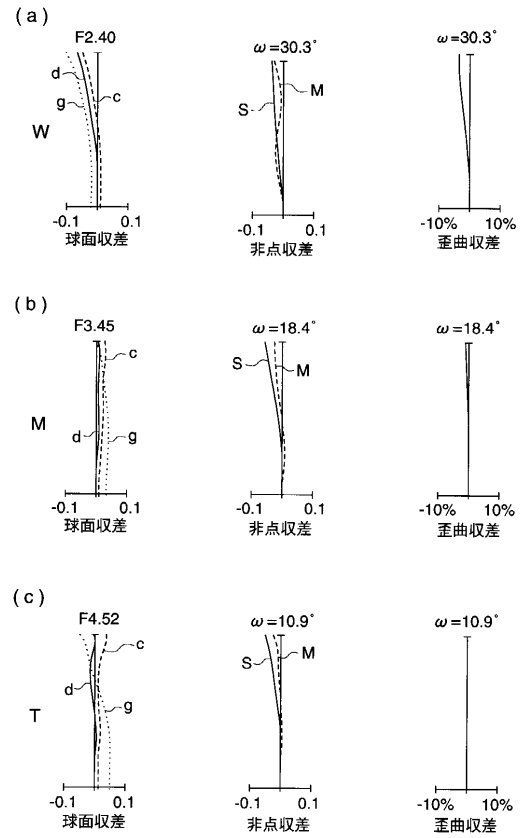 (a)
F2.40
ω=30.3°
ω=30.3°
d
g
c
S
M
W
-0.1 0.1
球面収差
-0.1 0.1
非点収差
-10% 10%
歪曲収差
(b)
F3.45
ω=18.4°
ω=18.4°
c
S
M
M
d
g
-0.1 0.1
球面収差
-0.1 0.1
非点収差
-10% 10%
歪曲収差
(c)
F4.52
ω=10.9°
ω=10.9°
c
S
M
d
g
T
-0.1 0.1
球面収差
-0.1 0.1
非点収差
-10% 10%
歪曲収差